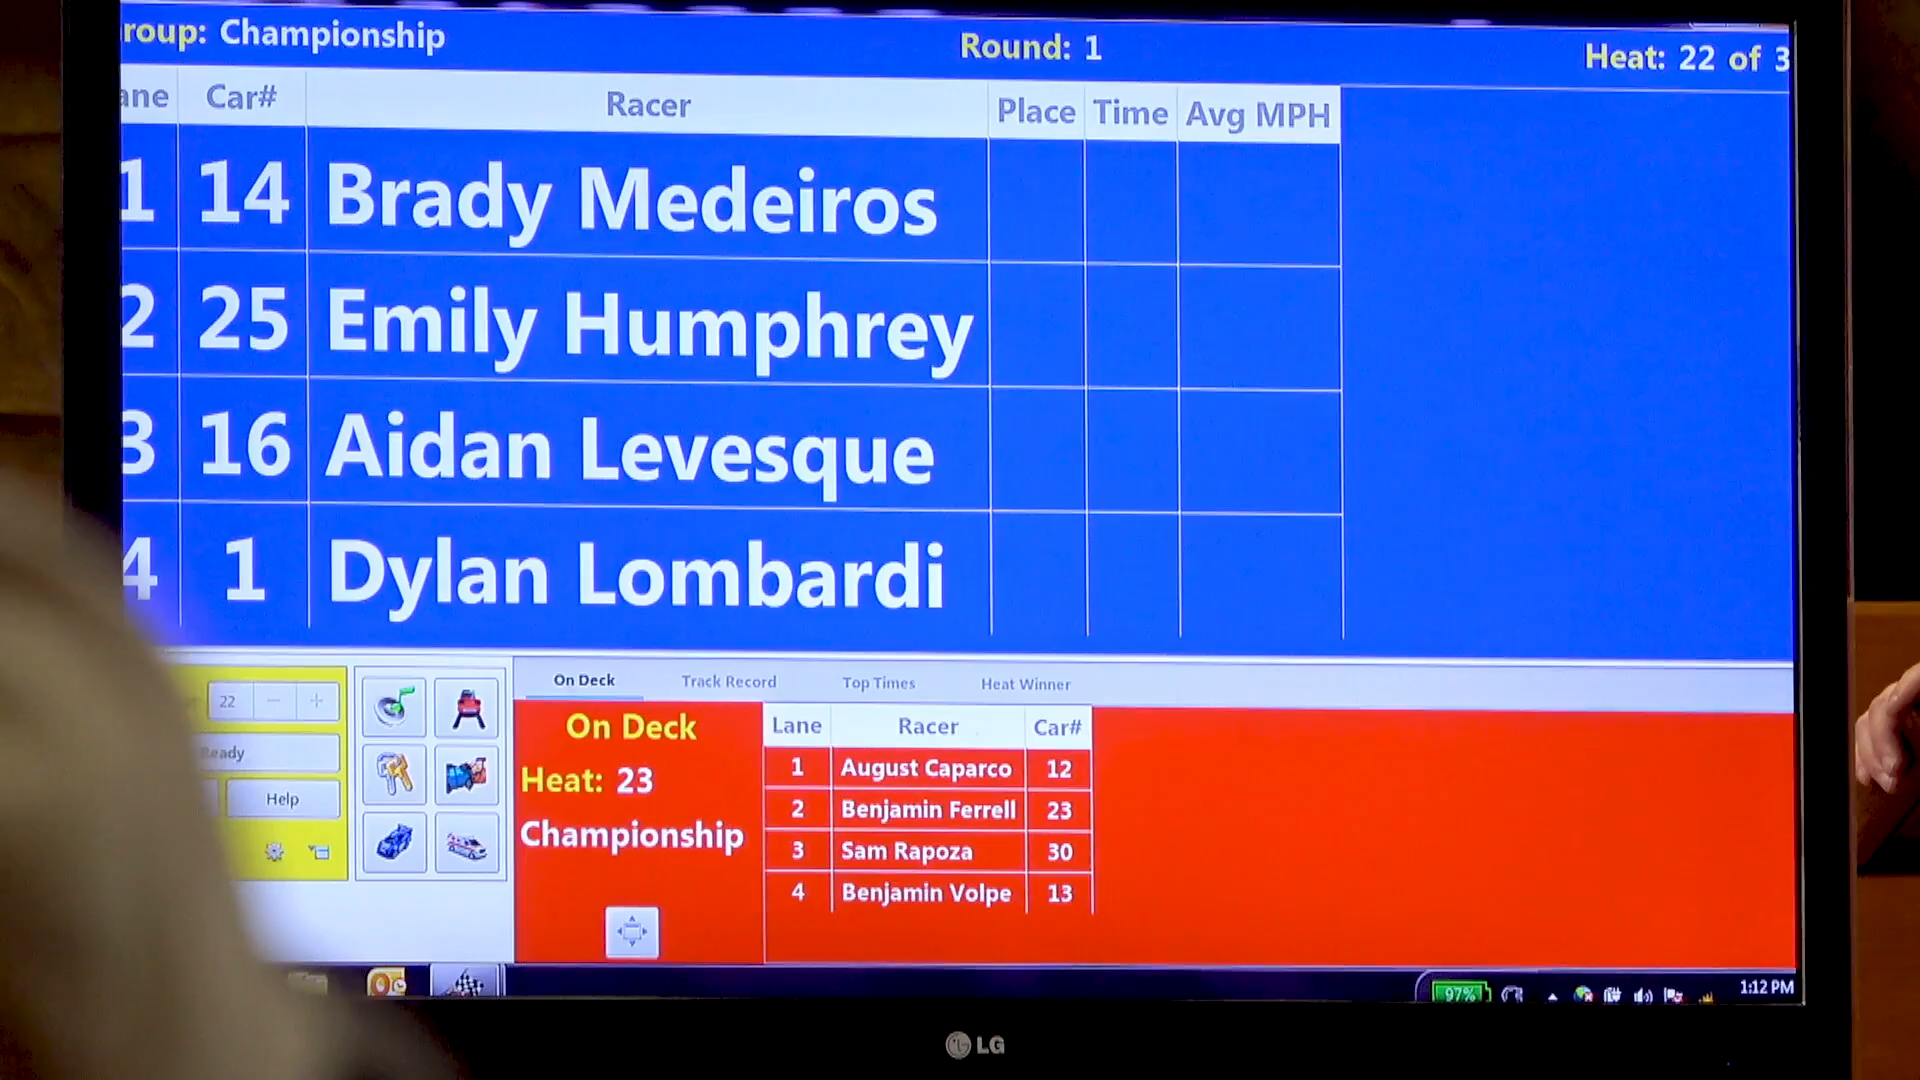 roup: Championship Round: 1 Heat: 22 of 3
ane Car# Racer Place Time Avg MPH
1 14 Brady Medeiros
2 25 Emily Humphrey
3 16 Aidan Levesque
4 1 Dylan Lombardi
22 − +
Ready
Help
On Deck Track Record Top Times Heat Winner
On Deck
Heat: 23
Championship
Lane Racer Car#
1 August Caparco 12
2 Benjamin Ferrell 23
3 Sam Rapoza 30
4 Benjamin Volpe 13
97% 1:12 PM
LG